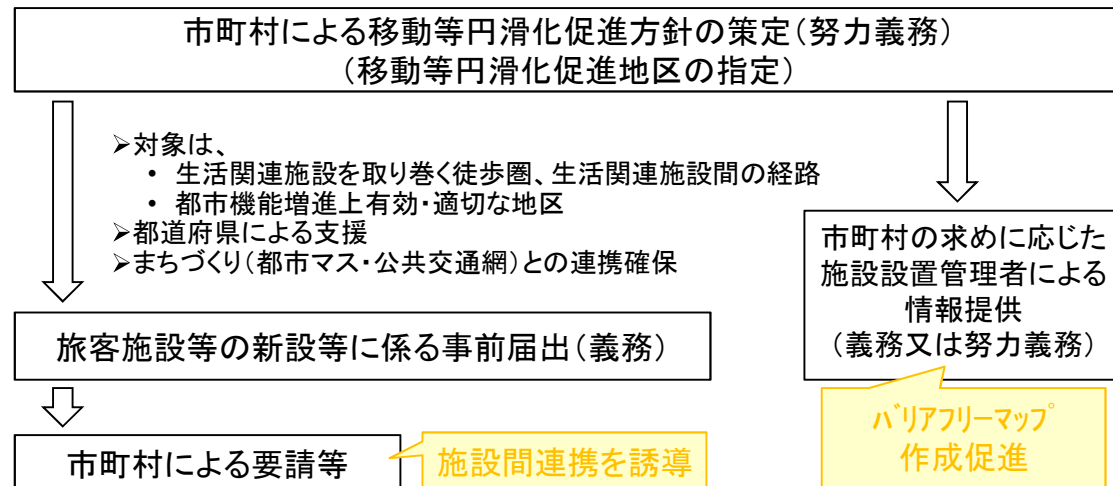 市町村による移動等円滑化促進方針の策定（努力義務）
（移動等円滑化促進地区の指定）
➢対象は、
• 生活関連施設を取り巻く徒歩圏、生活関連施設間の経路
• 都市機能増進上有効・適切な地区
➢都道府県による支援
➢まちづくり（都市マス・公共交通網）との連携確保
旅客施設等の新設等に係る事前届出（義務）
市町村による要請等
施設間連携を誘導
市町村の求めに応じた
施設設置管理者による
情報提供
（義務又は努力義務）
ﾊﾞﾘｱﾌﾘｰﾏｯﾌﾟ
作成促進